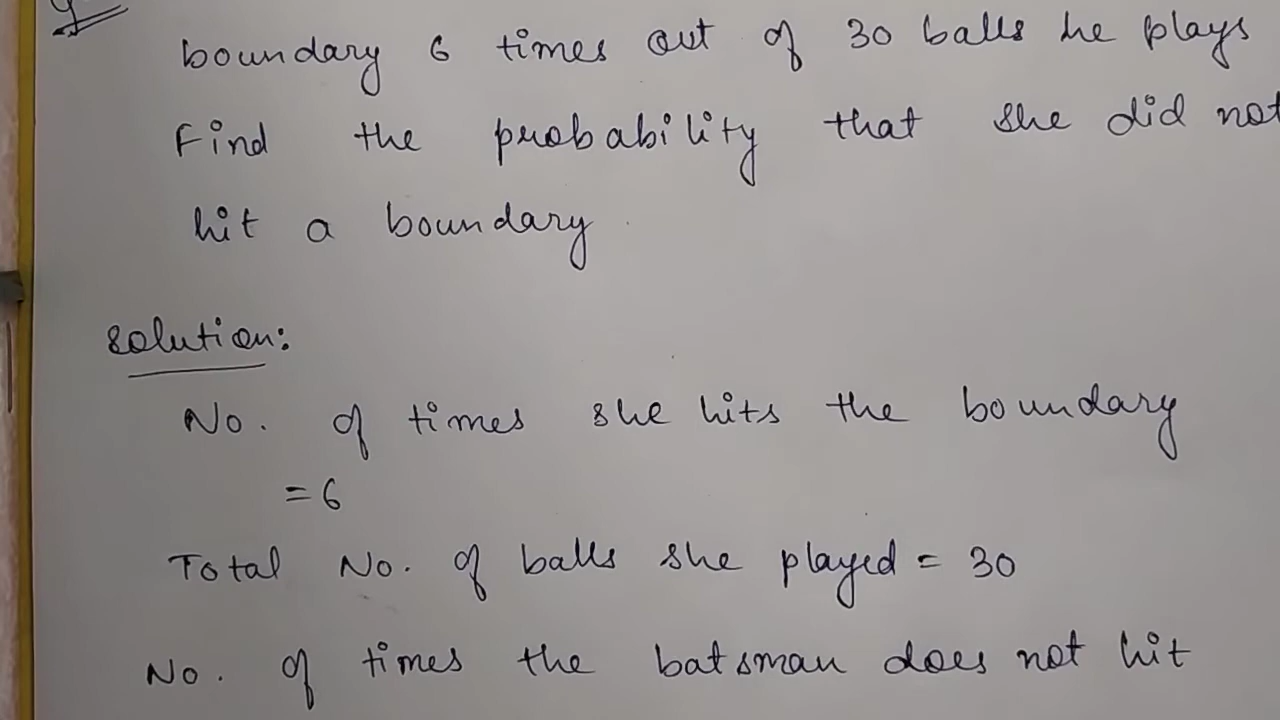 boundary 6 times out of 30 balls he plays
Find the probability that she did not
hit a boundary
solution:
No. of times she hits the boundary
= 6
Total No. of balls she played = 30
No. of times the batsman does not hit